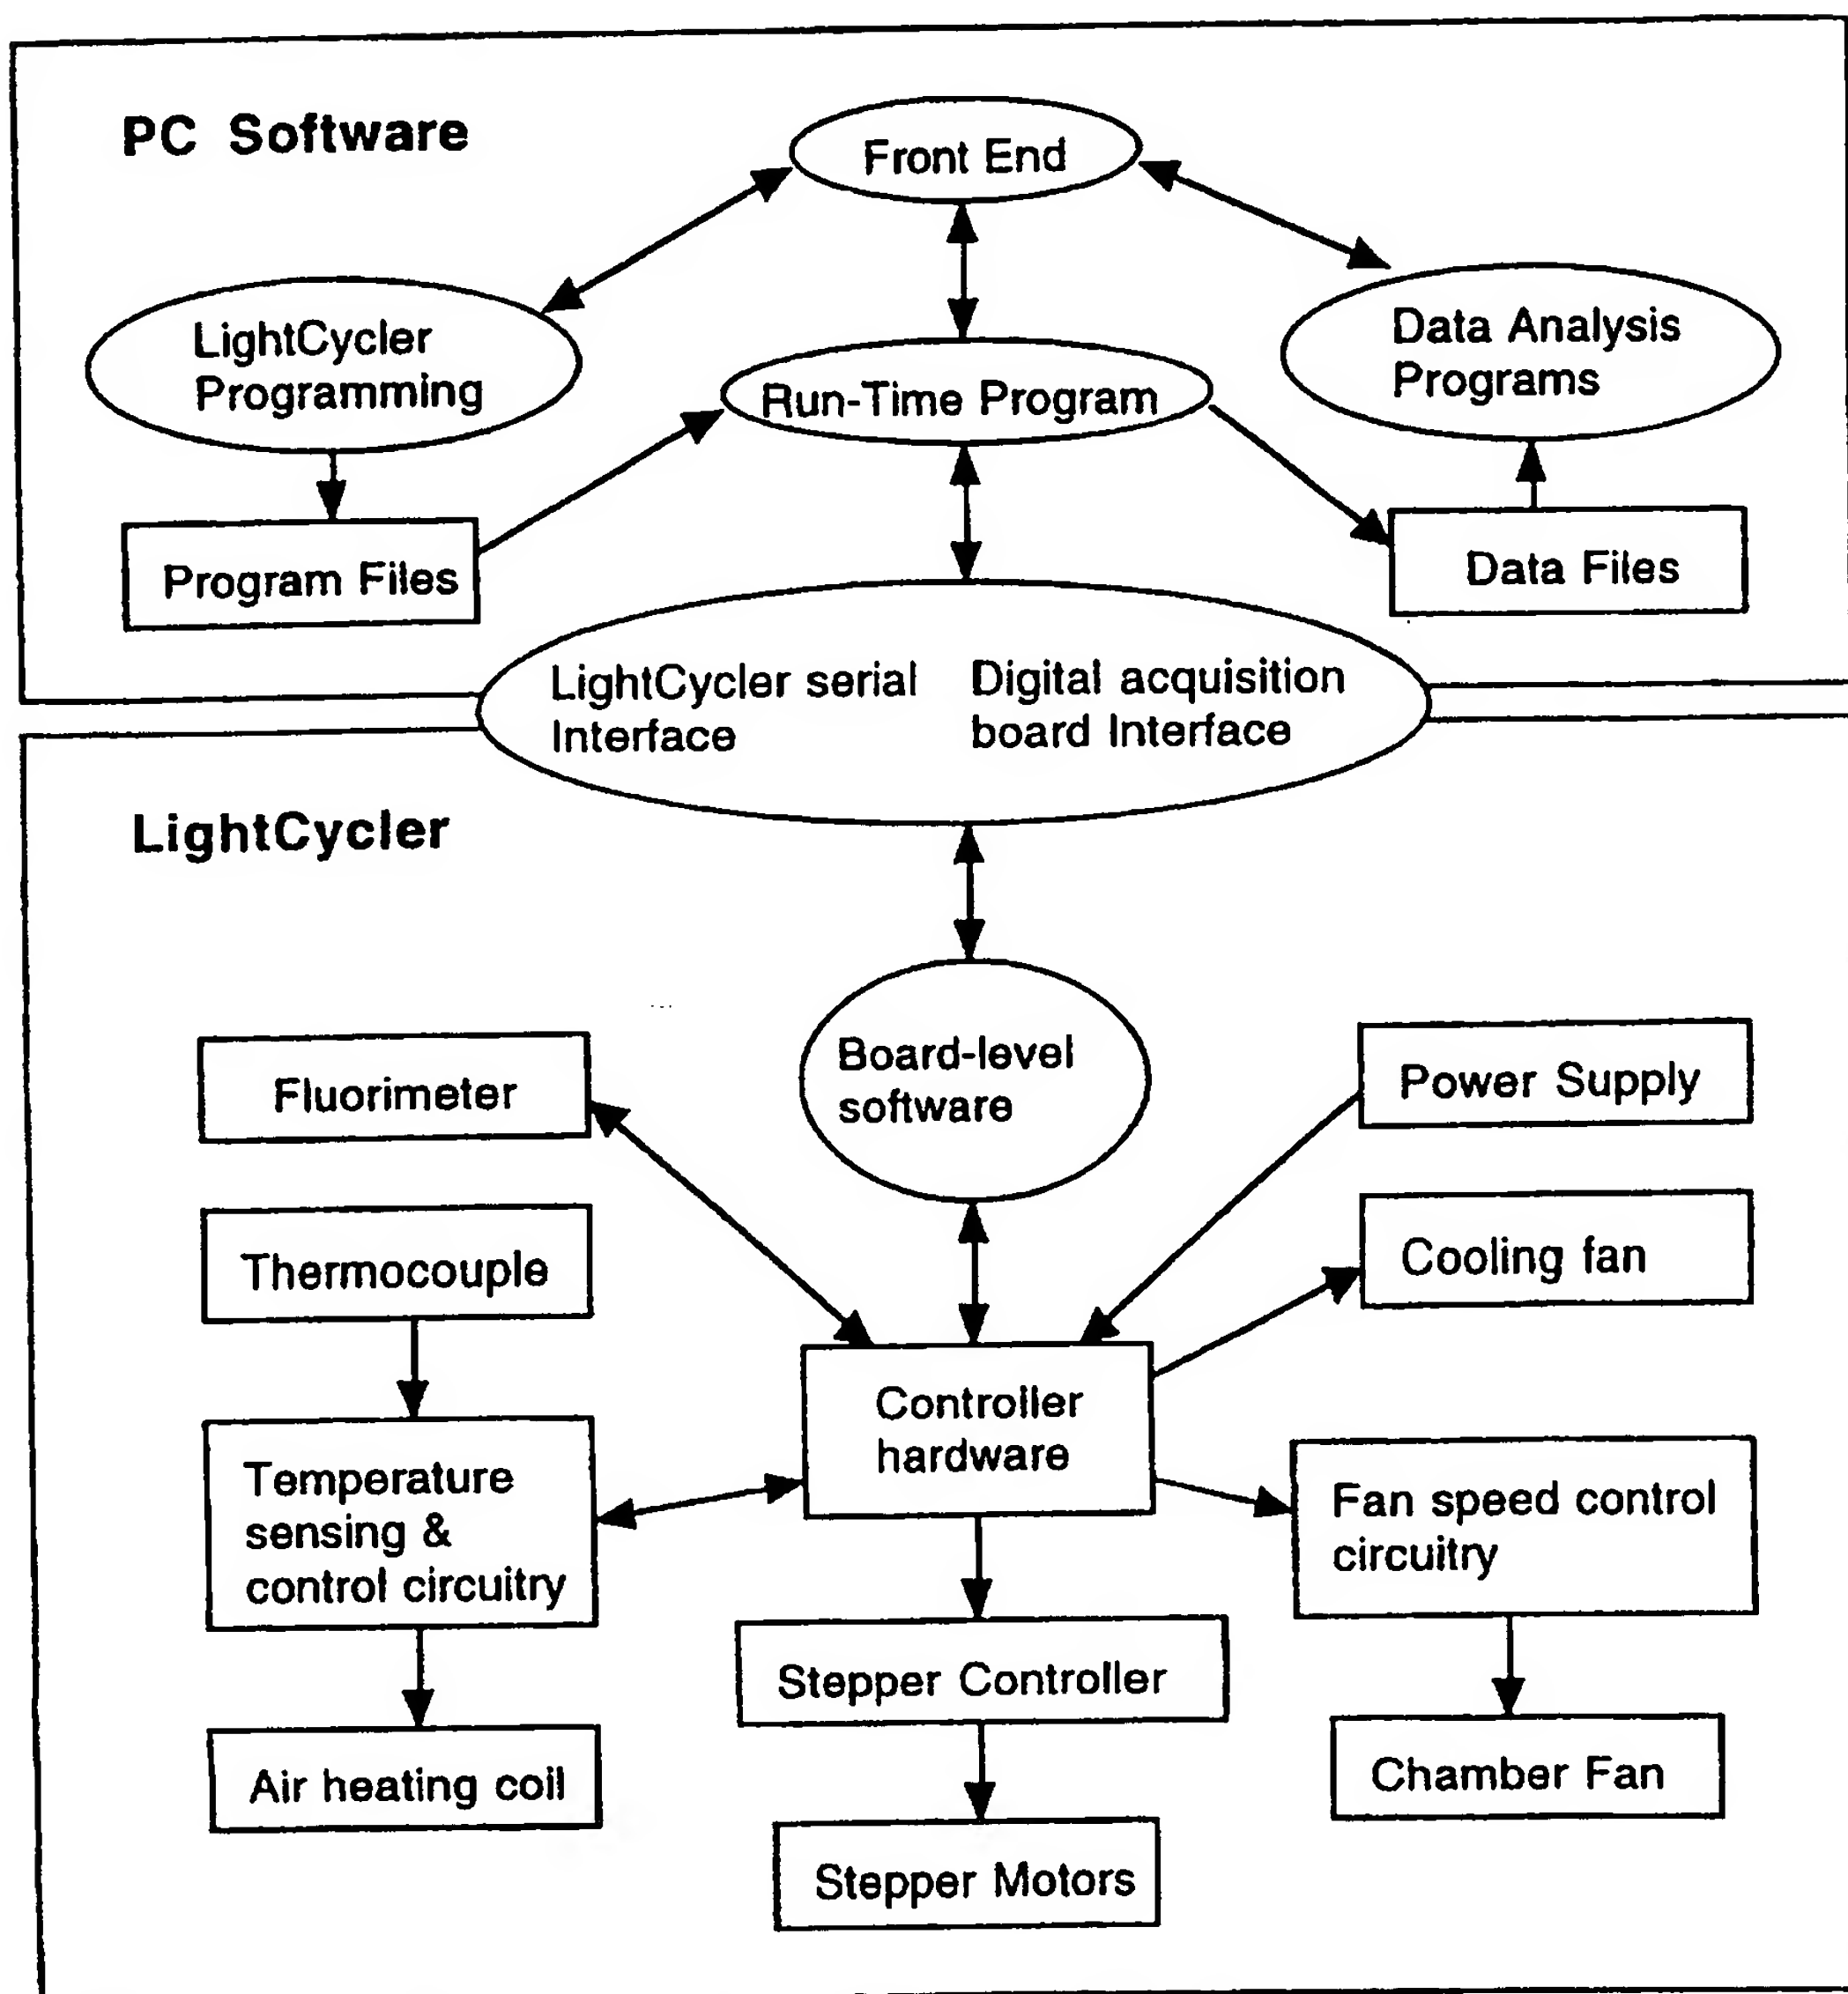 PC Software
Front End
LightCycler
Programming
Run-Time Program
Data Analysis
Programs
Program Files
Data Files
LightCycler serial
Interface
Digital acquisition
board Interface
LightCycler
Board-level
software
Fluorimeter
Power Supply
Thermocouple
Cooling fan
Controller
hardware
Temperature
sensing &
control circuitry
Fan speed control
circuitry
Stepper Controller
Air heating coil
Chamber Fan
Stepper Motors